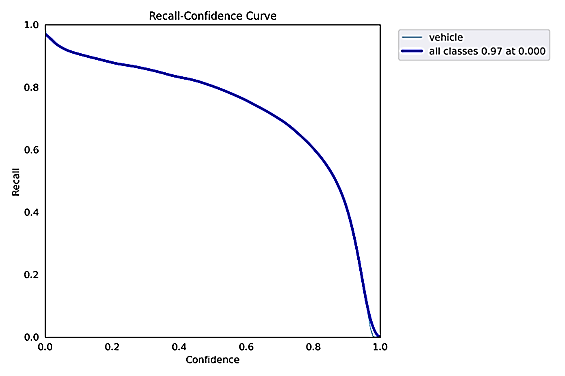 Recall-Confidence Curve
vehicle
all classes 0.97 at 0.000
1.0
0.8
0.6
0.4
0.2
0.0
Recall
0.0 0.2 0.4 0.6 0.8 1.0
Confidence